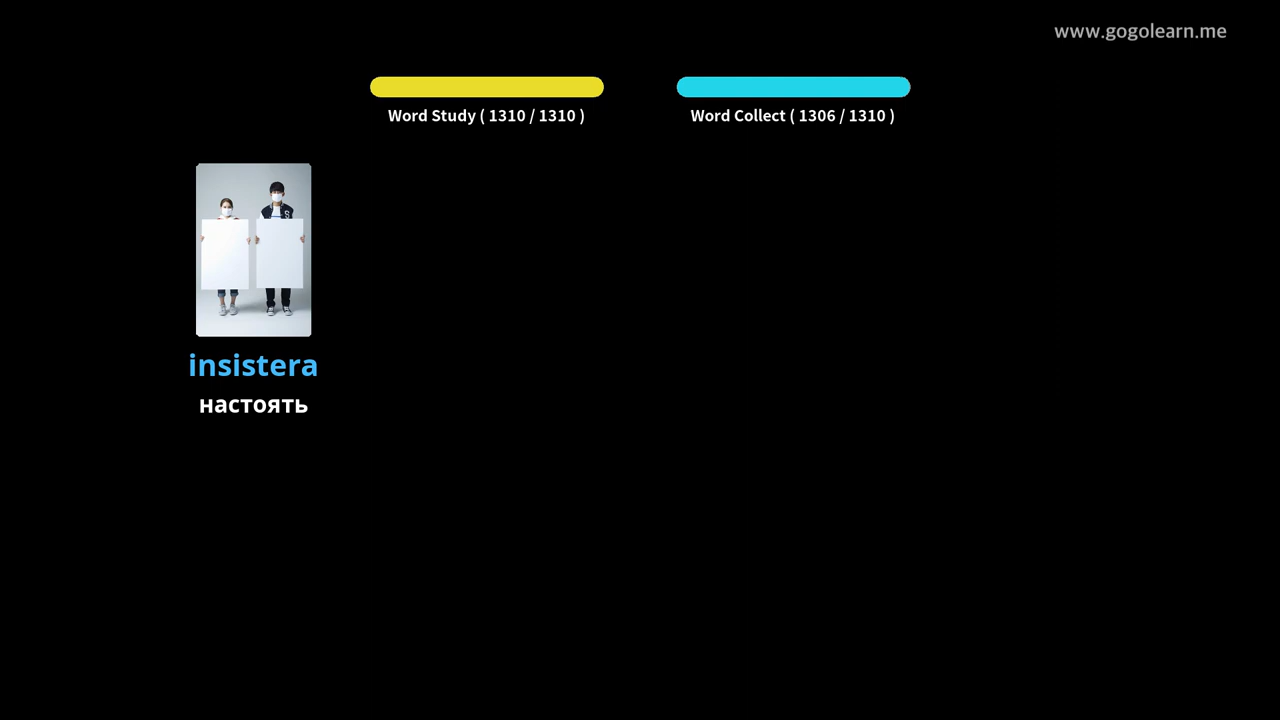 www.gogolearn.me
Word Study ( 1310 / 1310 )
Word Collect ( 1306 / 1310 )
insistera
настоять